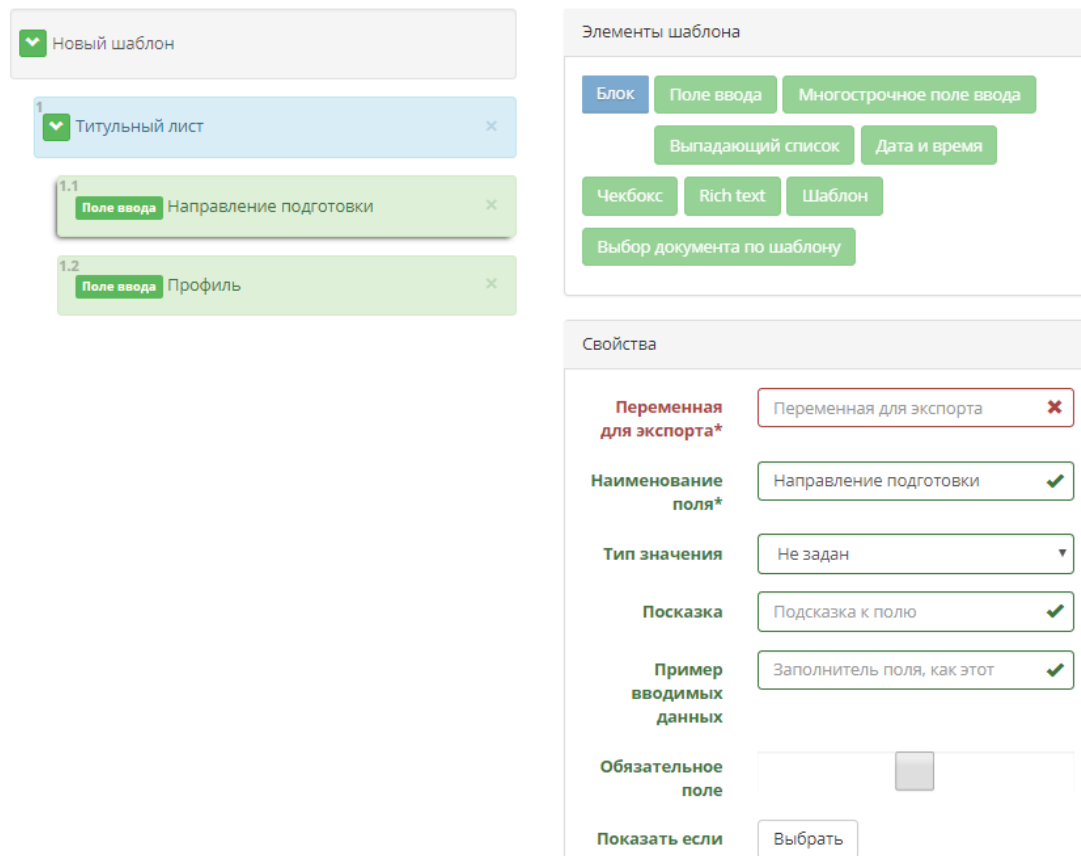 Новый шаблон
1
Титульный лист
1.1
Поле ввода Направление подготовки
1.2
Поле ввода Профиль
Элементы шаблона
Блок Поле ввода Многострочное поле ввода
Выпадающий список Дата и время
Чекбокс Rich text Шаблон
Выбор документа по шаблону
Свойства
Переменная
для экспорта*
Переменная для экспорта
Наименование
поля*
Направление подготовки
Тип значения
Не задан
Посказка
Подсказка к полю
Пример
вводимых
данных
Заполнитель поля, как этот
Обязательное
поле
Показать если
Выбрать